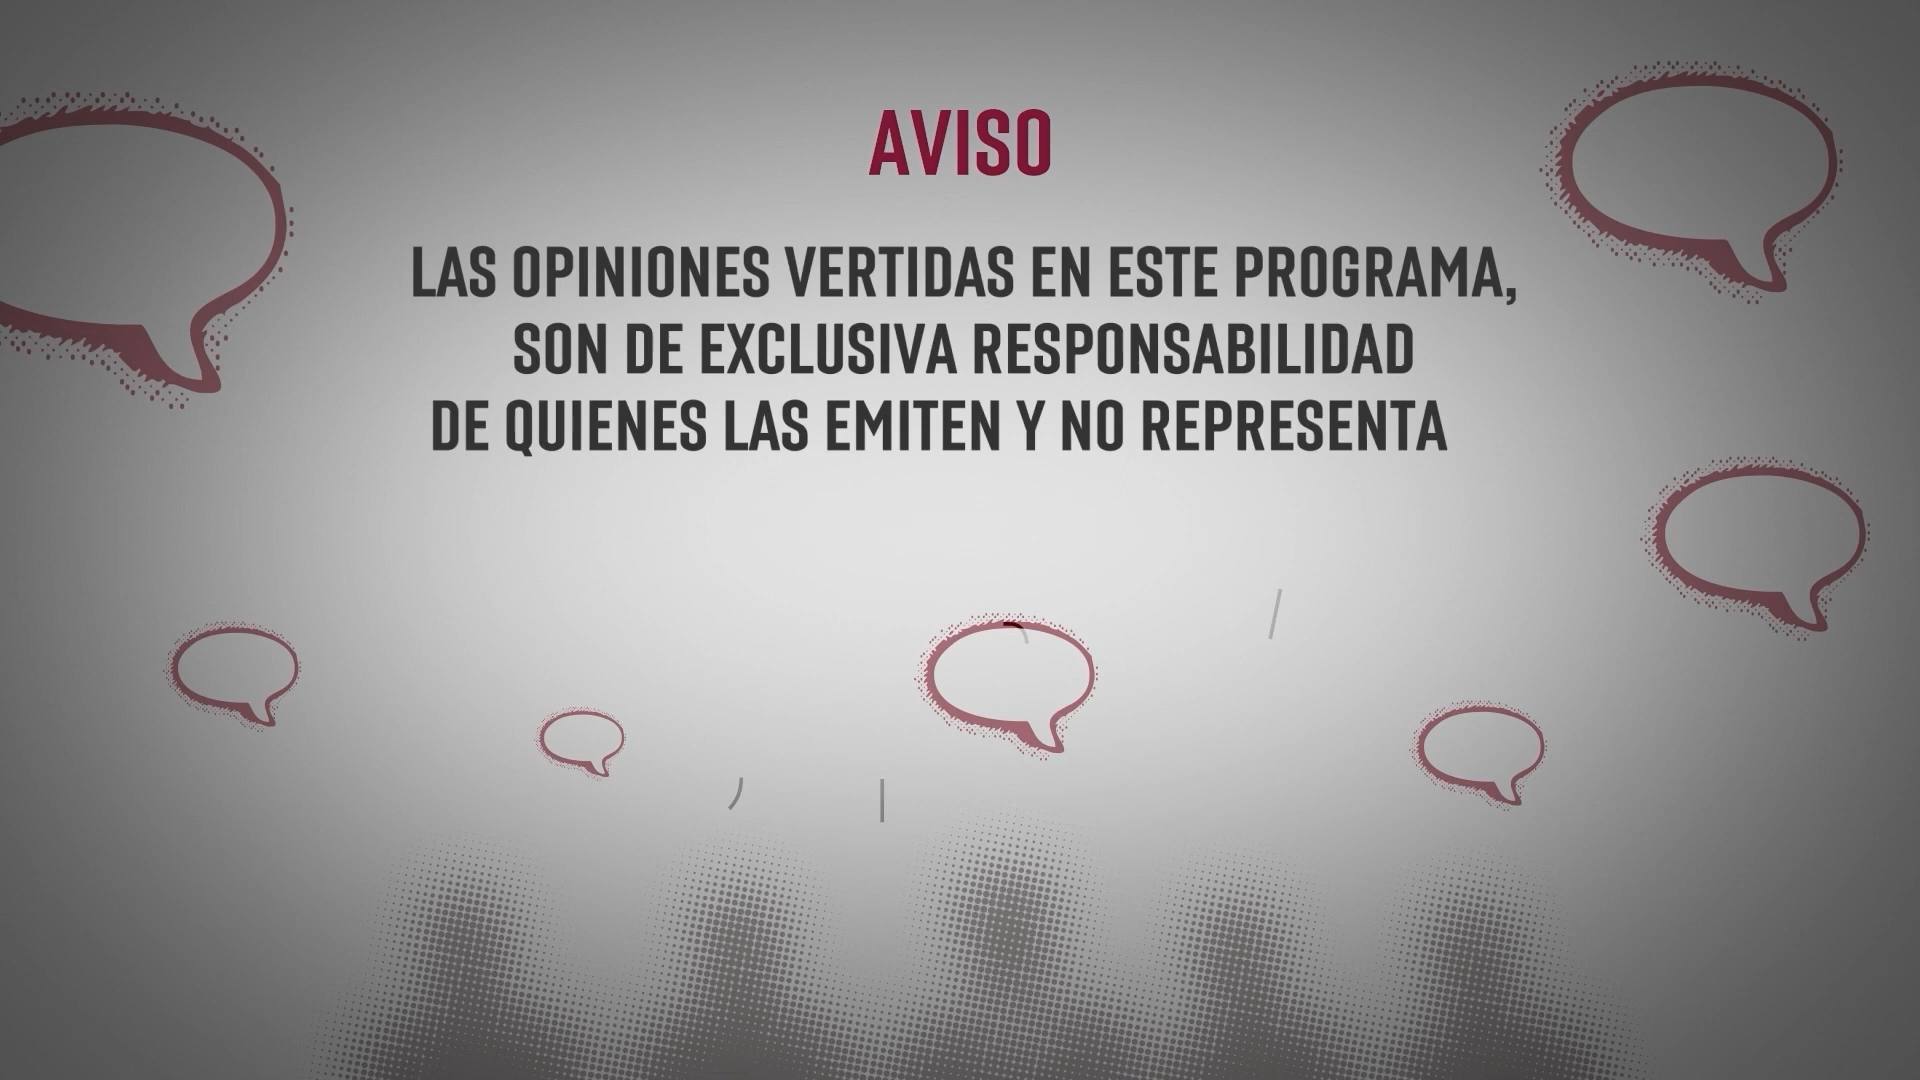 AVISO
LAS OPINIONES VERTIDAS EN ESTE PROGRAMA,
SON DE EXCLUSIVA RESPONSABILIDAD
DE QUIENES LAS EMITEN Y NO REPRESENTA